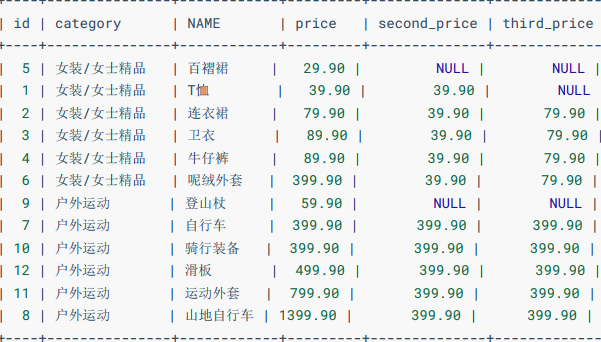 +----+---------------+------------+---------+--------------+-------------
| id | category | NAME | price | second_price | third_price
+----+---------------+------------+---------+--------------+-------------
| 5 | 女装/女士精品 | 百褶裙 | 29.90 | NULL | NULL |
| 1 | 女装/女士精品 | T恤 | 39.90 | 39.90 | NULL
| 2 | 女装/女士精品 | 连衣裙 | 79.90 | 39.90 | 79.90 |
| 3 | 女装/女士精品 | 卫衣 | 89.90 | 39.90 | 79.90 |
| 4 | 女装/女士精品 | 牛仔裤 | 89.90 | 39.90 | 79.90 |
| 6 | 女装/女士精品 | 呢绒外套 | 399.90 | 39.90 | 79.90 |
| 9 | 户外运动 | 登山杖 | 59.90 | NULL | NULL |
| 7 | 户外运动 | 自行车 | 399.90 | 399.90 | 399.90 |
| 10 | 户外运动 | 骑行装备 | 399.90 | 399.90 | 399.90 |
| 12 | 户外运动 | 滑板 | 499.90 | 399.90 | 399.90 |
| 11 | 户外运动 | 运动外套 | 799.90 | 399.90 | 399.90 |
| 8 | 户外运动 | 山地自行车 | 1399.90 | 399.90 | 399.90 |
+----+---------------+------------+---------+--------------+-------------